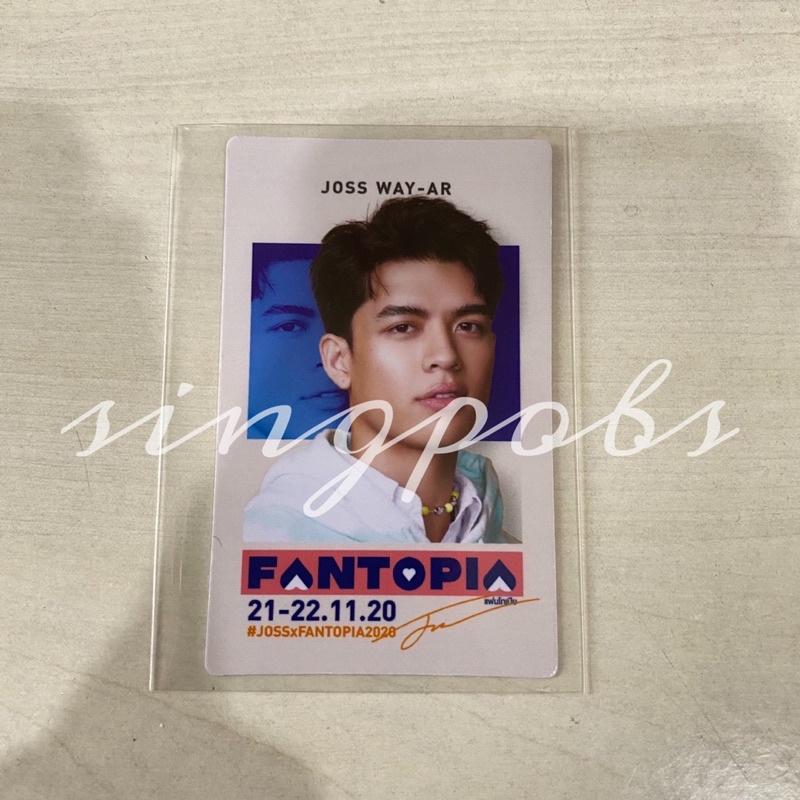 JOSS WAY-AR
singpobs
FANTOPIA
แฟนโทเปีย
21-22.11.20
#JOSSxFANTOPIA2020